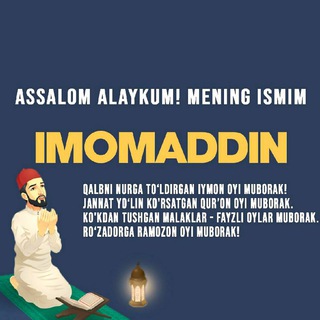 ASSALOM ALAYKUM! MENING ISMIM
IMOMADDIN
QALBNI NURGA TO‘LDIRGAN IYMON OYI MUBORAK!
JANNAT YO‘LIN KO‘RSATGAN QUR’ON OYI MUBORAK.
KO‘KDAN TUSHGAN MALAKLAR - FAYZLI OYLAR MUBORAK.
RO‘ZADORGA RAMOZON OYI MUBORAK!